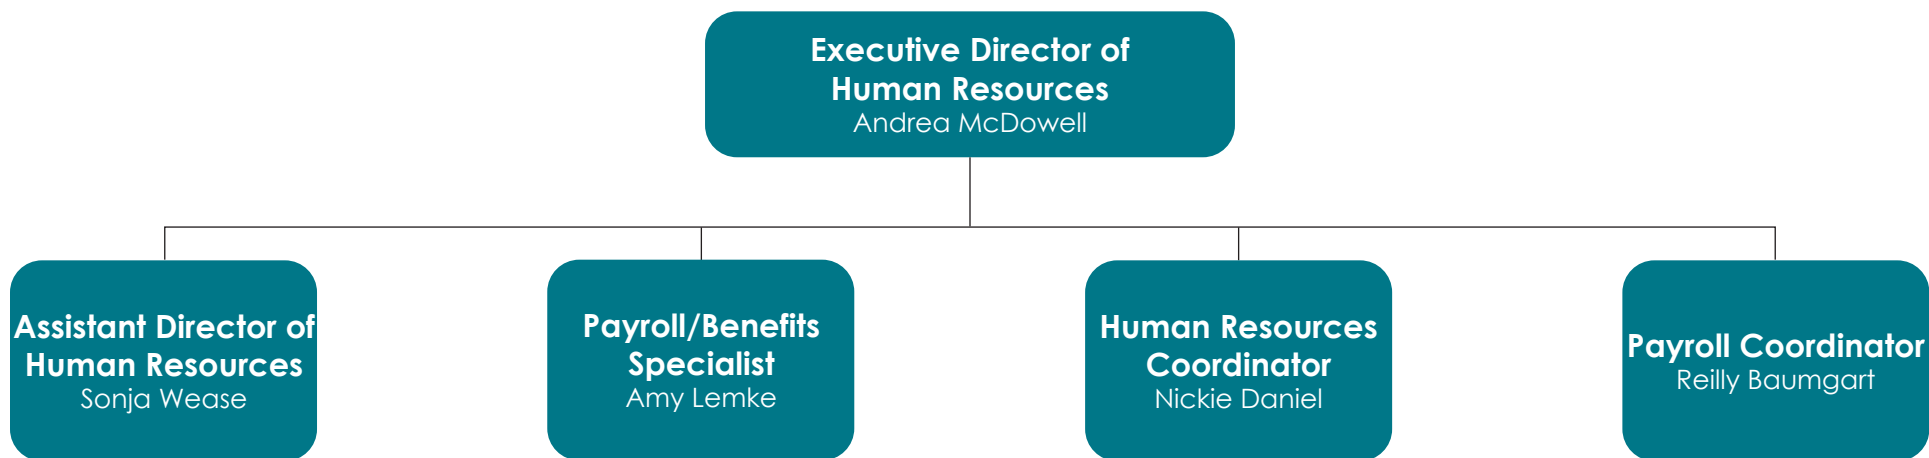 Executive Director of
Human Resources
Andrea McDowell
Assistant Director of
Human Resources
Sonja Wease
Payroll/Benefits
Specialist
Amy Lemke
Human Resources
Coordinator
Nickie Daniel
Payroll Coordinator
Reilly Baumgart